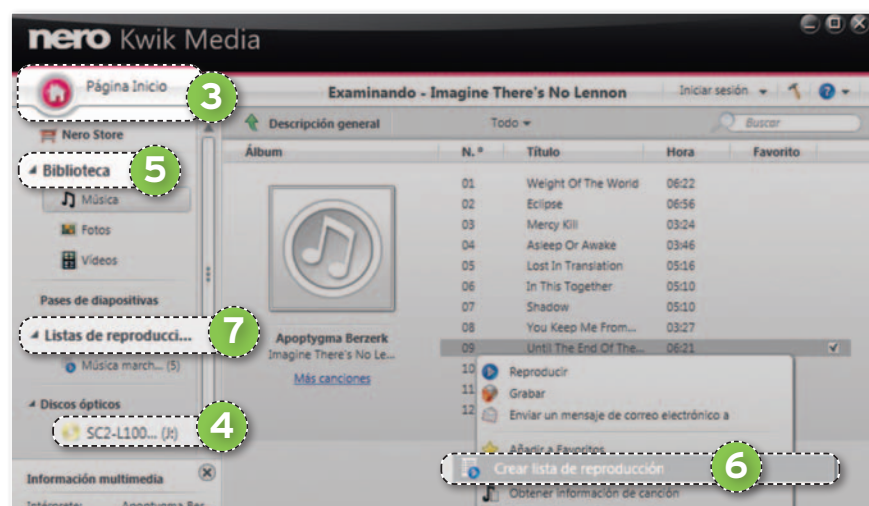 nero Kwik Media
Página Inicio
3
Examinando - Imagine There's No Lennon
Iniciar sesión
Nero Store
Descripción general
Todo
Buscar
Biblioteca
5
Álbum
N. º
Título
Hora
Favorito
Música
Fotos
Vídeos
01 Weight Of The World 06:22
02 Eclipse 06:56
03 Mercy Kill 03:24
04 Asleep Or Awake 03:46
05 Lost In Translation 05:16
06 In This Together 05:10
07 Shadow 05:10
08 You Keep Me From... 03:27
09 Until The End Of The... 06:21
10
11
12
Pases de diapositivas
Listas de reproducci...
7
Música march... (5)
Discos ópticos
SC2-L100... (J:)
4
Apoptygma Berzerk
Imagine There's No Le...
Más canciones
Reproducir
Grabar
Enviar un mensaje de correo electrónico a
Añadir a Favoritos
Crear lista de reproducción
6
Obtener información de canción
Información multimedia
Intérprete: Apoptygma Ber